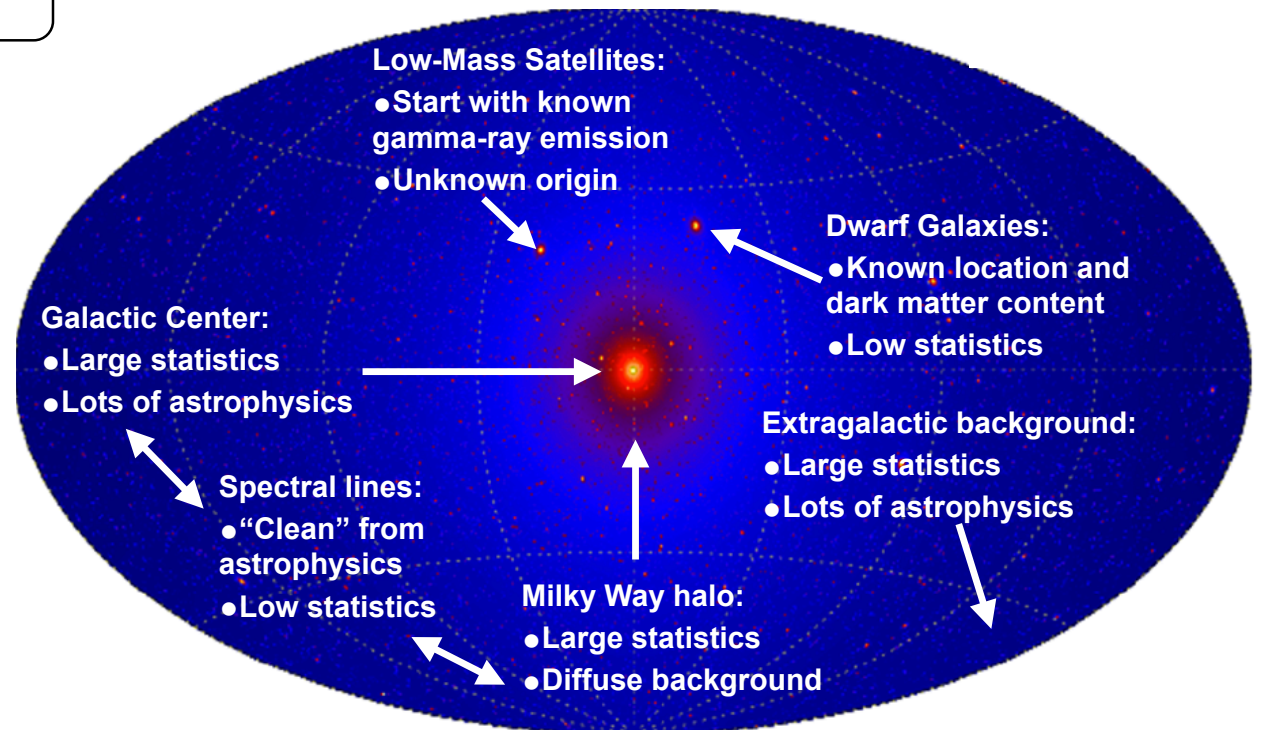 Low-Mass Satellites:
●Start with known
gamma-ray emission
●Unknown origin
Dwarf Galaxies:
●Known location and
dark matter content
●Low statistics
Galactic Center:
●Large statistics
●Lots of astrophysics
Extragalactic background:
●Large statistics
●Lots of astrophysics
Spectral lines:
●“Clean” from
astrophysics
●Low statistics
Milky Way halo:
●Large statistics
●Diffuse background